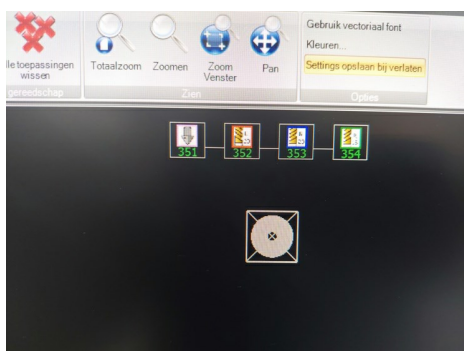 lle toepassingen
wissen
gereedschap
Totaalzoom
Zoomen
Zoom
Venster
Pan
Zien
Gebruik vectoriaal font
Kleuren...
Settings opslaan bij verlaten
Opties
351
352
353
354